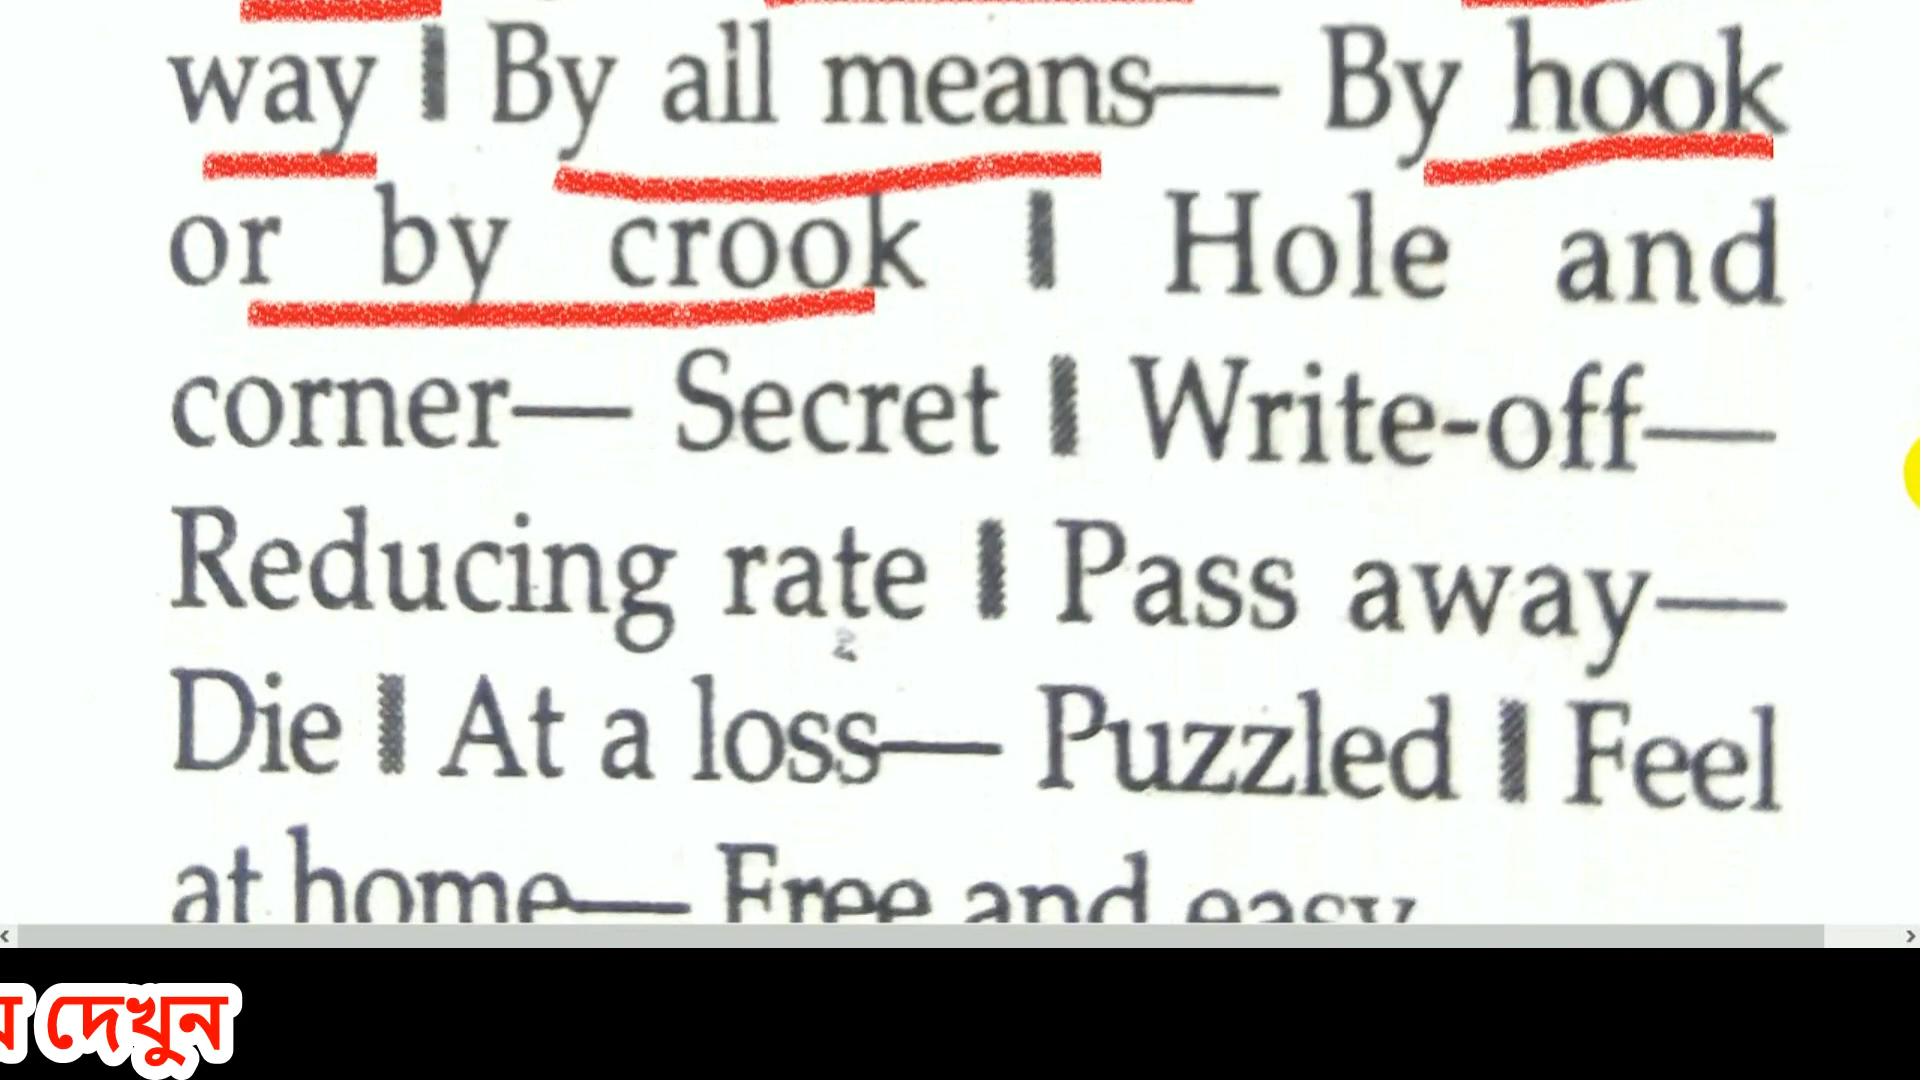 way | By all means— By hook
or by crook | Hole and
corner— Secret | Write-off—
Reducing rate | Pass away—
Die | At a loss— Puzzled | Feel
at home— Free and easy
দেখুন